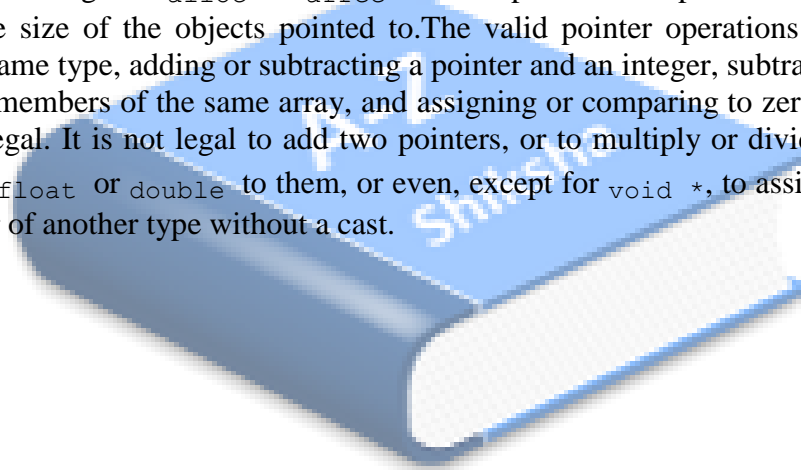 e size of the objects pointed to.The valid pointer operations
ame type, adding or subtracting a pointer and an integer, subtra
members of the same array, and assigning or comparing to zer
egal. It is not legal to add two pointers, or to multiply or divid
float or double to them, or even, except for void *, to assi
of another type without a cast.
A-Z
Shiksha